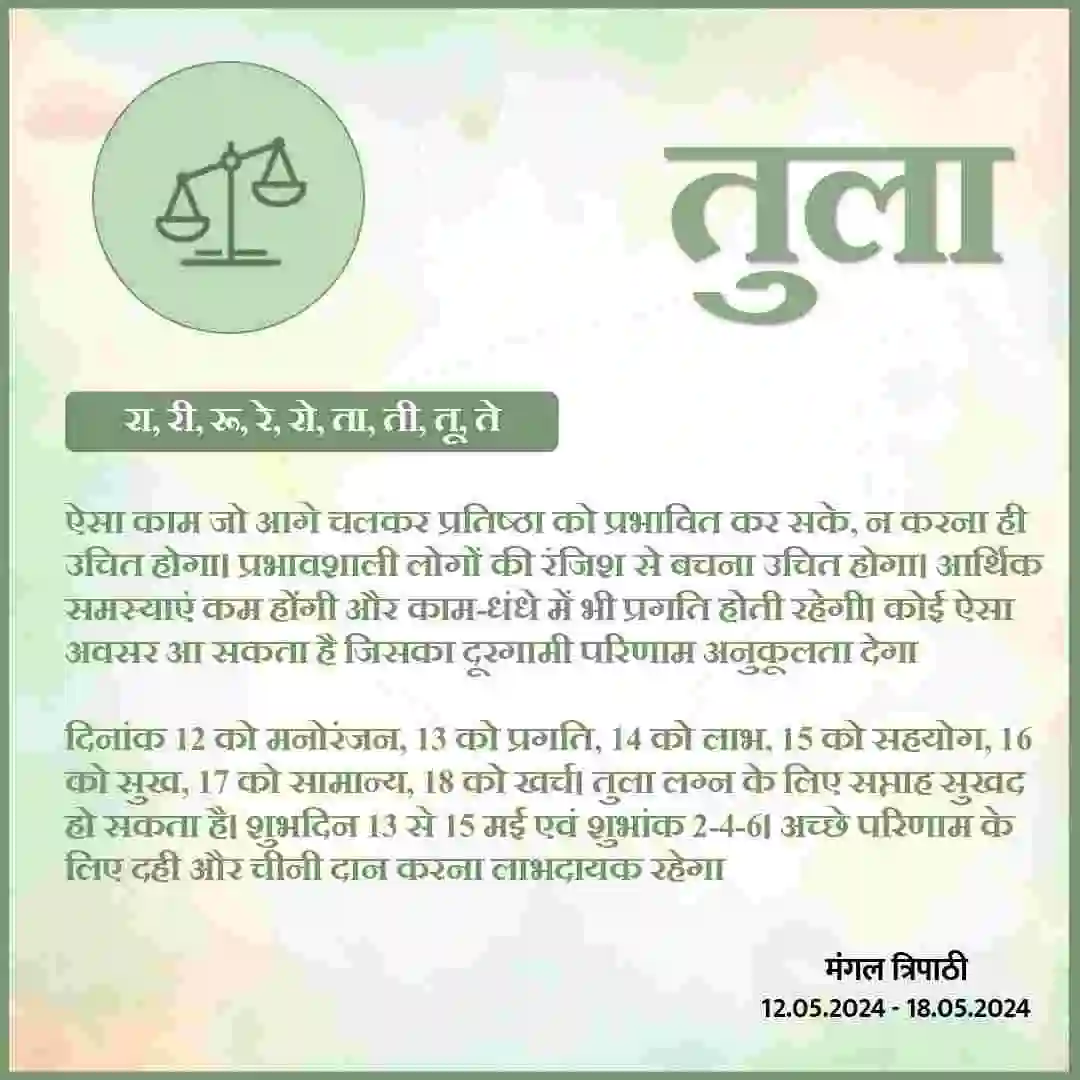 तुला
रा, री, रू, रे, रो, ता, ती, तू, ते
ऐसा काम जो आगे चलकर प्रतिष्ठा को प्रभावित कर सके, न करना ही
उचित होगा। प्रभावशाली लोगों की रंजिश से बचना उचित होगा। आर्थिक
समस्याएं कम होंगी और काम-धंधे में भी प्रगति होती रहेगी। कोई ऐसा
अवसर आ सकता है जिसका दूरगामी परिणाम अनुकूलता देगा
दिनांक 12 को मनोरंजन, 13 को प्रगति, 14 को लाभ, 15 को सहयोग, 16
को सुख, 17 को सामान्य, 18 को खर्च। तुला लग्न के लिए सप्ताह सुखद
हो सकता है। शुभदिन 13 से 15 मई एवं शुभांक 2-4-6। अच्छे परिणाम के
लिए दही और चीनी दान करना लाभदायक रहेगा
मंगल त्रिपाठी
12.05.2024 - 18.05.2024